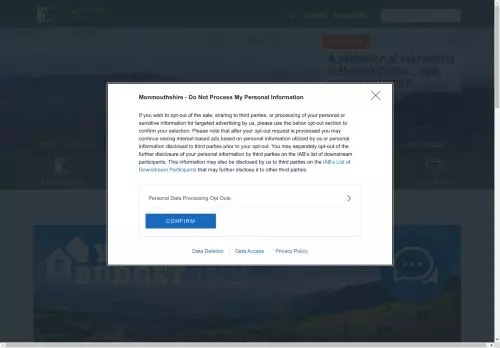 Monmouthshire - Do Not Process My Personal Information
If you wish to opt-out of the sale, sharing to third parties, or processing of your personal or
sensitive information for targeted advertising by us, please use the below opt-out section to
confirm your selection. Please note that after your opt-out request is processed you may
continue seeing interest-based ads based on personal information utilized by us or personal
information disclosed to third parties prior to your opt-out. You may separately opt-out of the
further disclosure of your personal information by third parties on the IAB's list of downstream
participants. This information may also be disclosed by us to third parties on the IAB's List of
Downstream Participants that may further disclose it to other third parties.
Personal Data Processing Opt Outs
CONFIRM
Data Deletion Data Access Privacy Policy
A celebration of
in
BUDGET